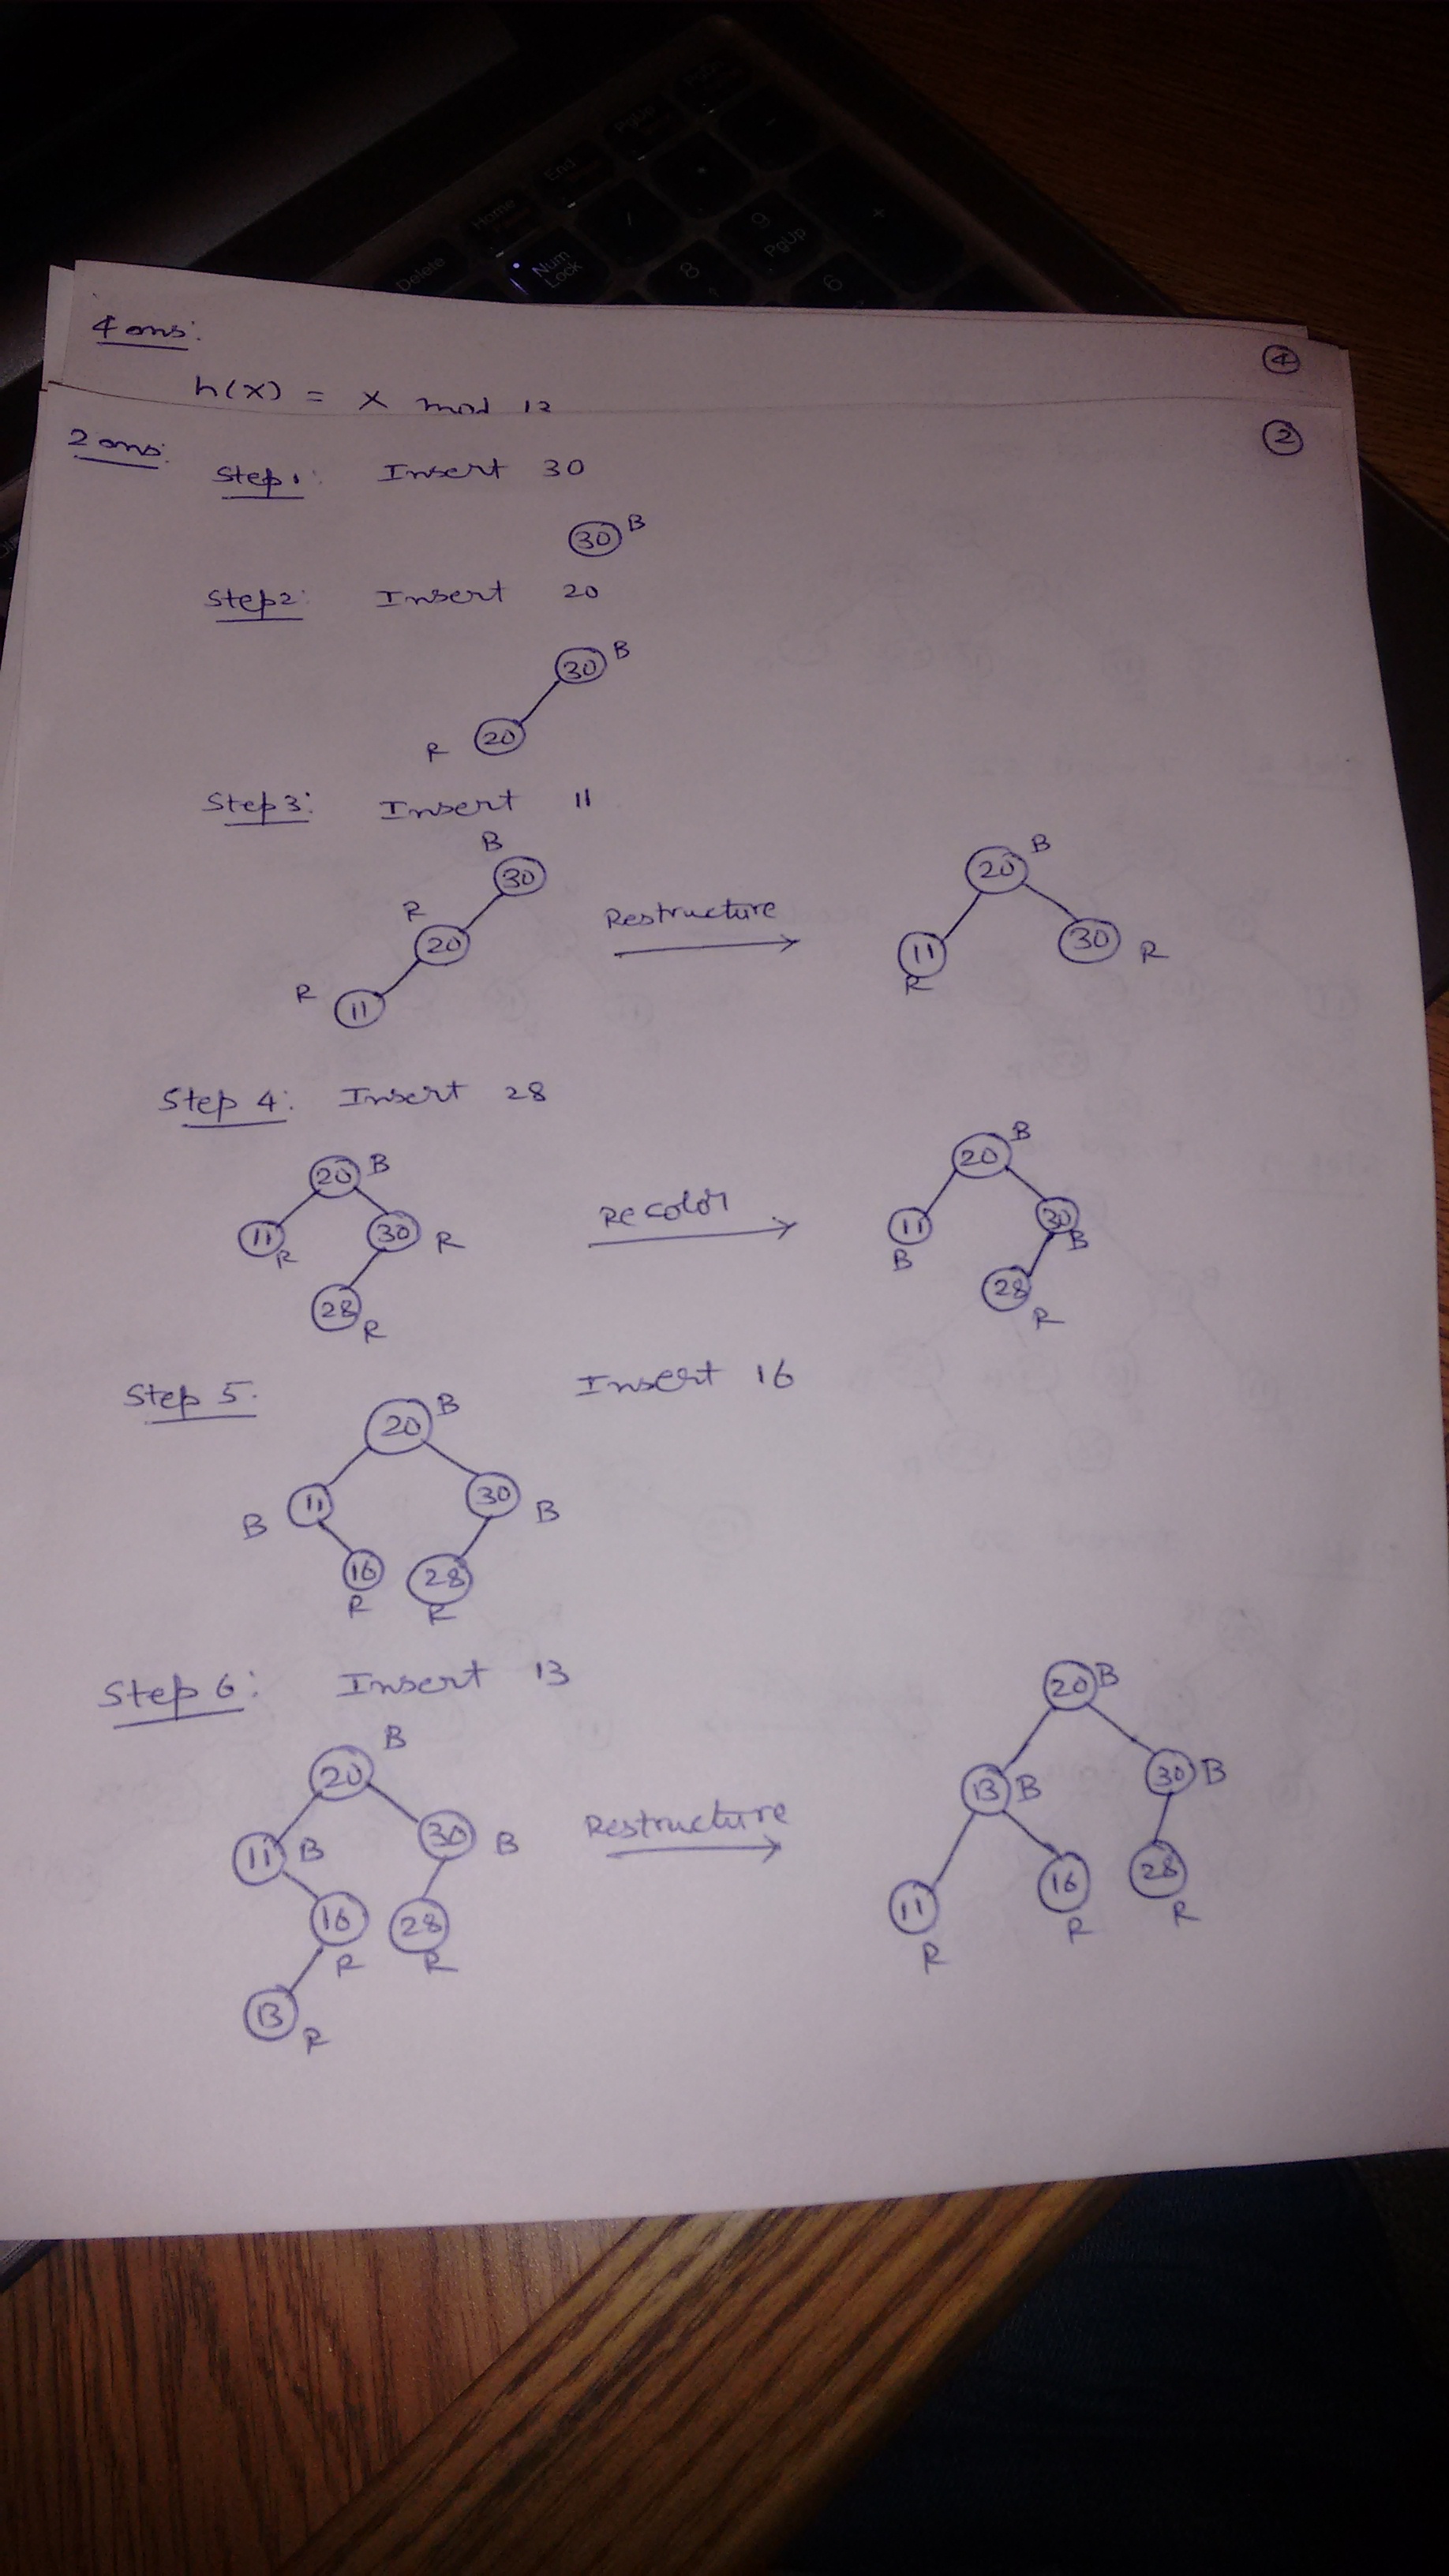 PgUp
PgDn
End
Home
Delete
Num
Lock
/
*
-
+
8
9
PgUp
6
4 ans:
④
h(x) = x mod 12
2 ans:
②
Step 1: Insert 30
30 B
Step 2: Insert 20
30 B
R 20
Step 3: Insert 11
B 30
R 20
R 11
Restructure
20 B
11 R
30 R
Step 4: Insert 28
20 B
11 R
30 R
28 R
Recolor
20 B
11 B
30 B
28 R
Step 5. Insert 16
20 B
B 11
30 B
16 R
28 R
Step 6: Insert 13
20 B
11 B
30 B
16 R
28 R
13 R
Restructure
20 B
13 B
30 B
11 R
16 R
28 R